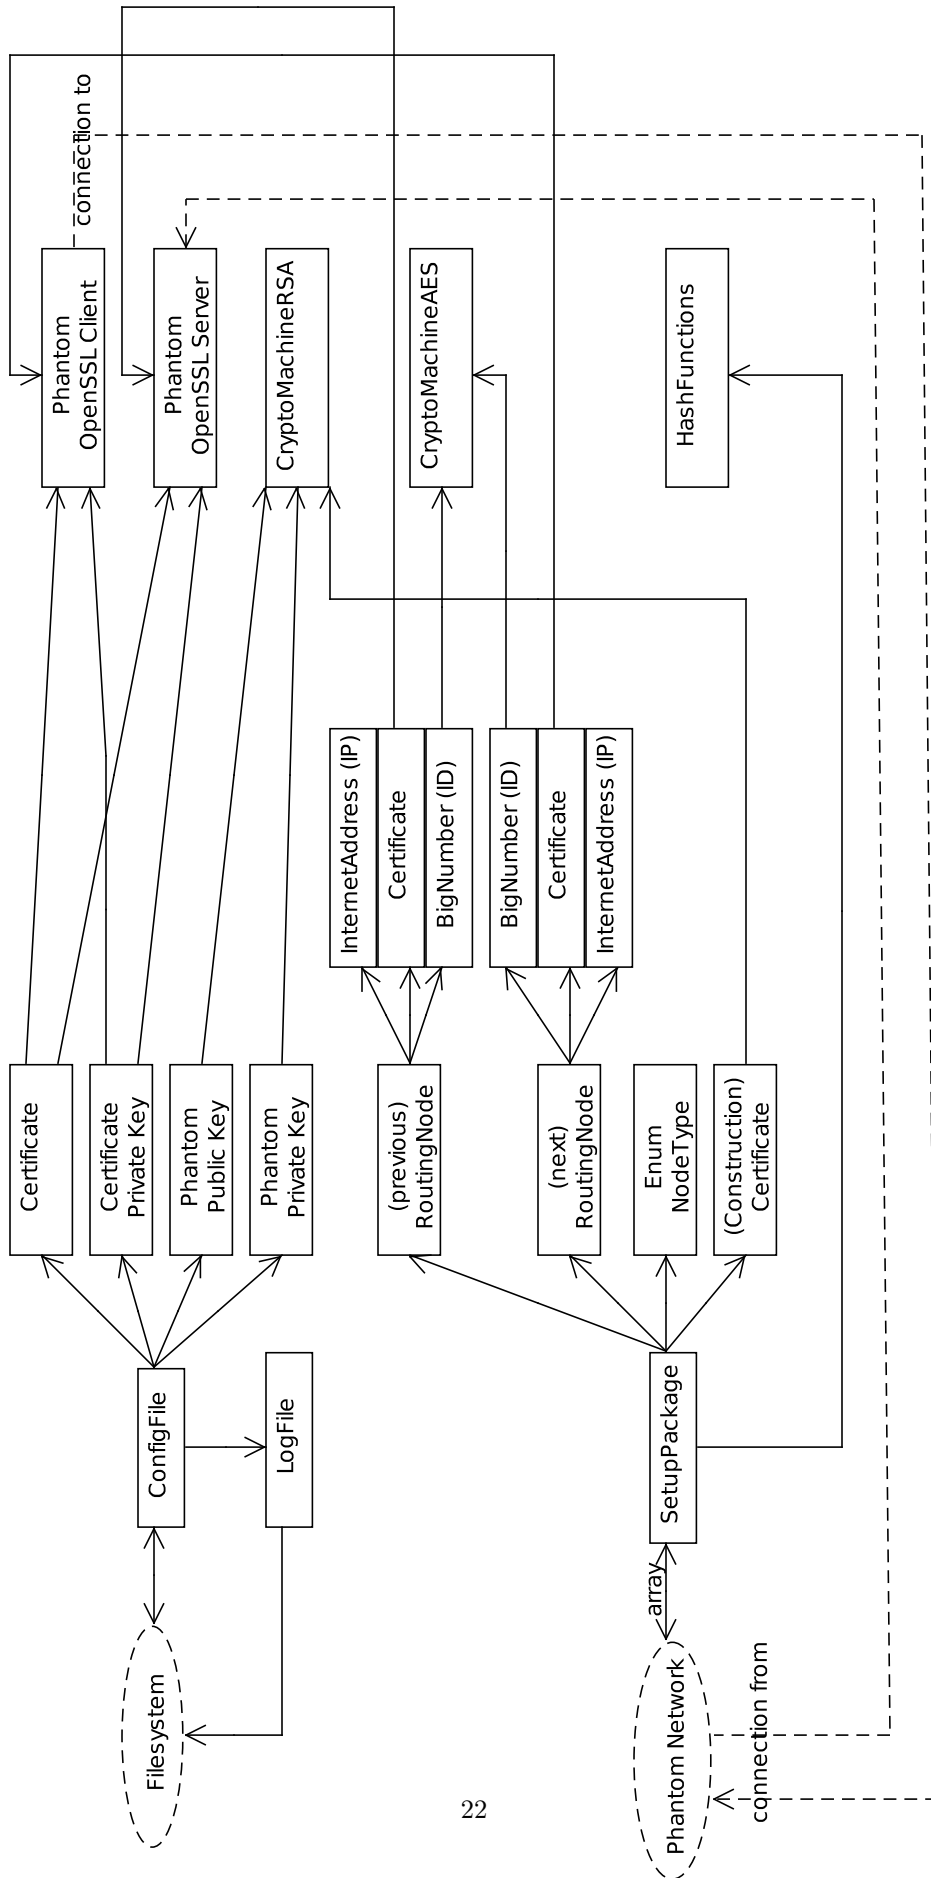 connection to
Phantom
OpenSSL Client
Phantom
OpenSSL Server
CryptoMachineRSA
CryptoMachineAES
HashFunctions
InternetAddress (IP)
Certificate
BigNumber (ID)
BigNumber (ID)
Certificate
InternetAddress (IP)
Certificate
Certificate
Private Key
Phantom
Public Key
Phantom
Private Key
(previous)
RoutingNode
(next)
RoutingNode
Enum
NodeType
(Construction)
Certificate
ConfigFile
LogFile
SetupPackage
array
Filesystem
Phantom Network
connection from
22